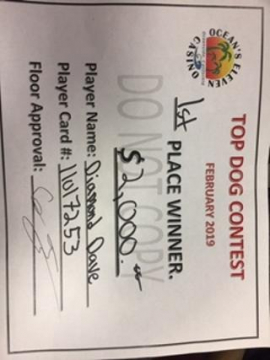 OCEAN'S ELEVEN
CASINO
TOP DOG CONTEST
FEBRUARY 2019
1st PLACE WINNER.
$2,000.
DO NOT COPY
Player Name: Diamond Dave
Player Card #: 11017253
Floor Approval: